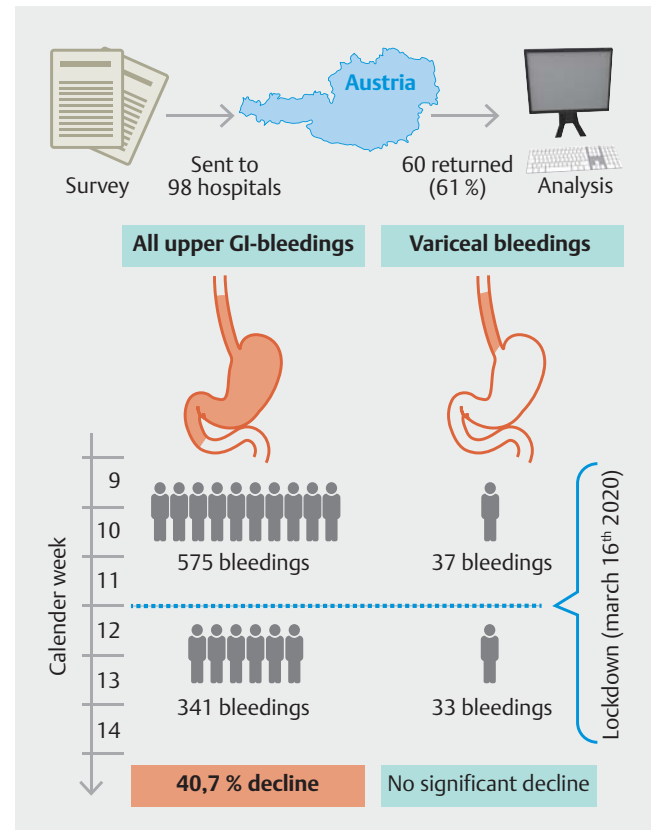 Austria
Survey
Sent to
98 hospitals
60 returned
(61 %)
Analysis
All upper GI-bleedings
Variceal bleedings
Calender week
9
10
11
12
13
14
575 bleedings
37 bleedings
341 bleedings
33 bleedings
Lockdown (march 16th 2020)
40,7 % decline
No significant decline